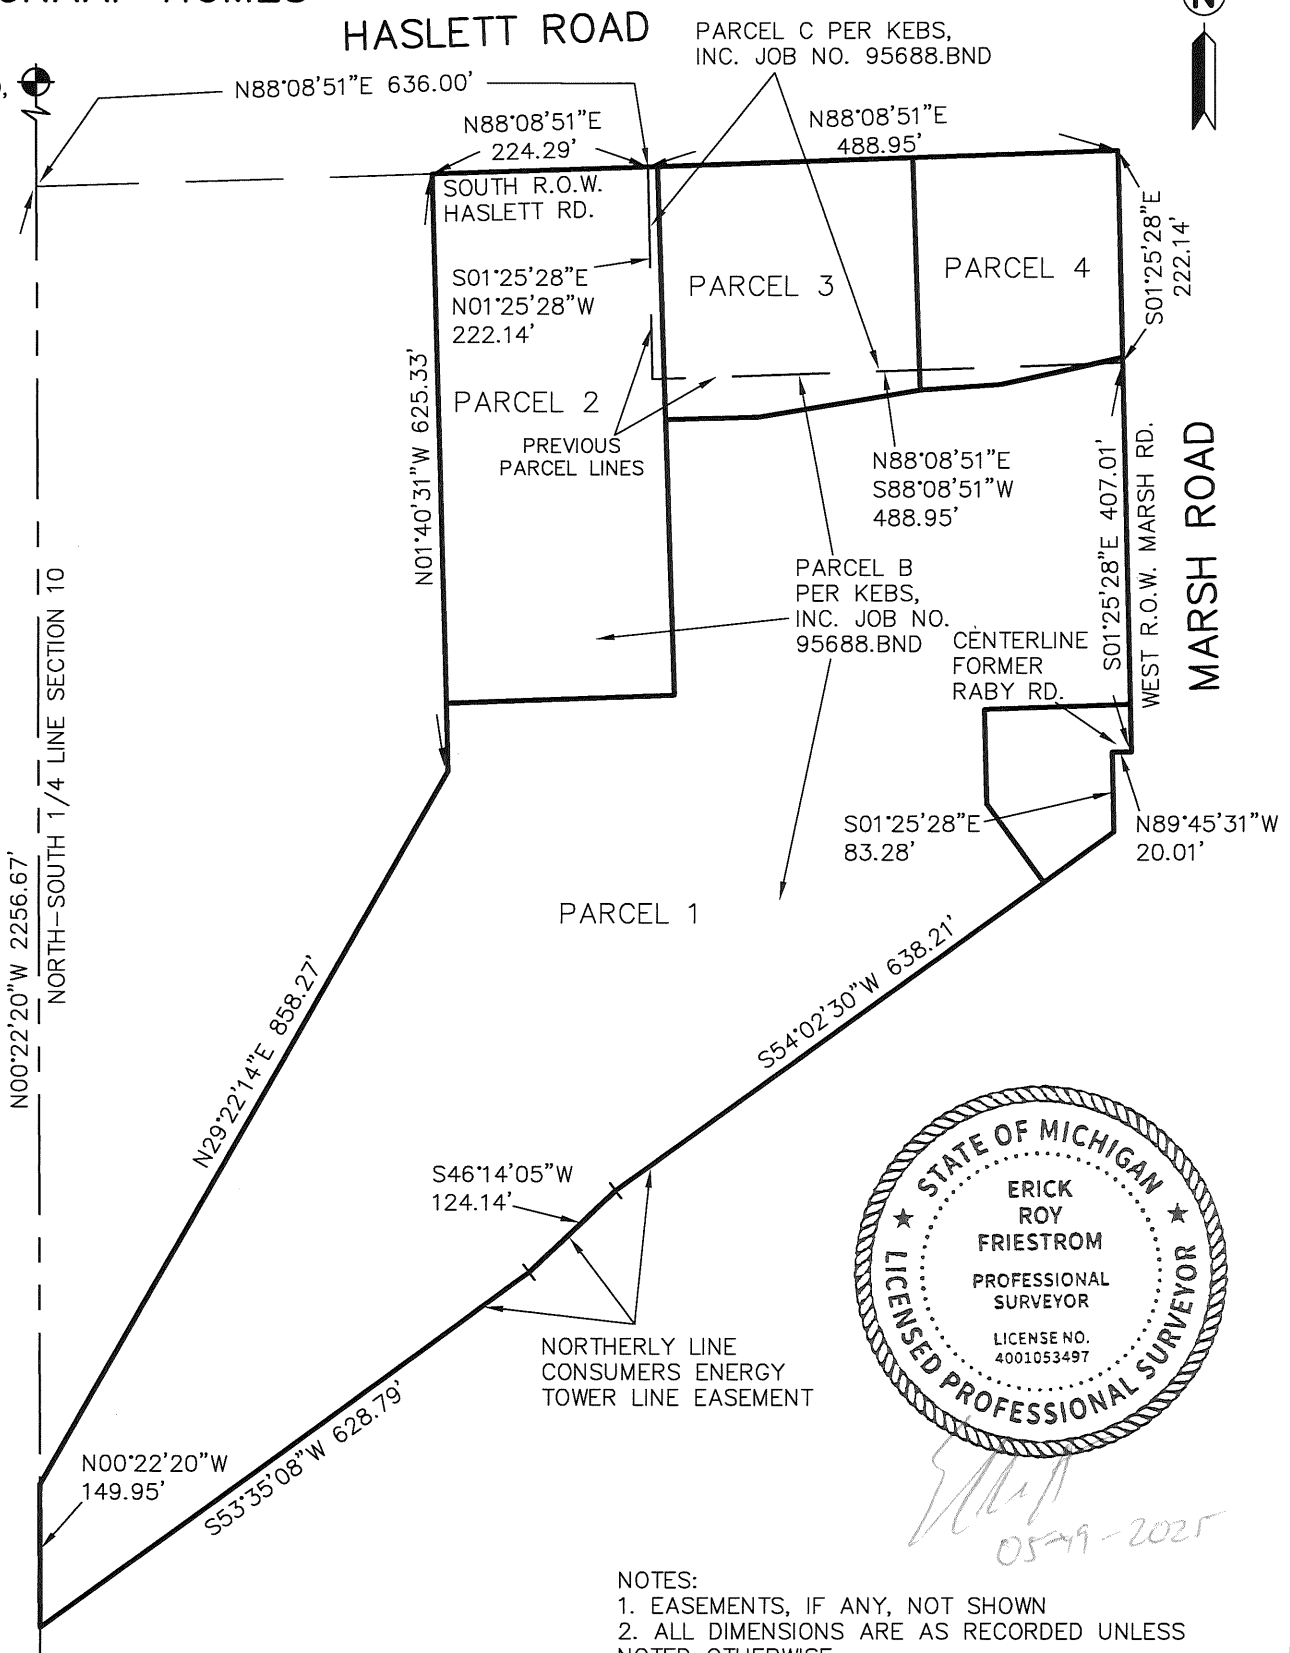 HASLETT ROAD
PARCEL C PER KEBS,
INC. JOB NO. 95688.BND
N88°08'51"E 636.00'
N88°08'51"E
224.29'
N88°08'51"E
488.95'
SOUTH R.O.W.
HASLETT RD.
S01°25'28"E
222.14'
S01°25'28"E
N01°25'28"W
222.14'
PARCEL 3
PARCEL 4
N01°40'31"W 625.33'
PARCEL 2
PREVIOUS
PARCEL LINES
N88°08'51"E
S88°08'51"W
488.95'
S01°25'28"E 407.01'
WEST R.O.W. MARSH RD.
MARSH ROAD
PARCEL B
PER KEBS,
INC. JOB NO.
95688.BND
CENTERLINE
FORMER
RABY RD.
N00°22'20"W 2256.67'
NORTH-SOUTH 1/4 LINE SECTION 10
S01°25'28"E
83.28'
N89°45'31"W
20.01'
PARCEL 1
N29°22'14"E 858.27'
S54°02'30"W 638.21'
S46°14'05"W
124.14'
NORTHERLY LINE
CONSUMERS ENERGY
TOWER LINE EASEMENT
S53°35'08"W 628.79'
N00°22'20"W
149.95'
STATE OF MICHIGAN
ERICK
ROY
FRIESTROM
PROFESSIONAL
SURVEYOR
LICENSE NO.
4001053497
LICENSED PROFESSIONAL SURVEYOR
NOTES:
1. EASEMENTS, IF ANY, NOT SHOWN
2. ALL DIMENSIONS ARE AS RECORDED UNLESS
NOTED OTHERWISE